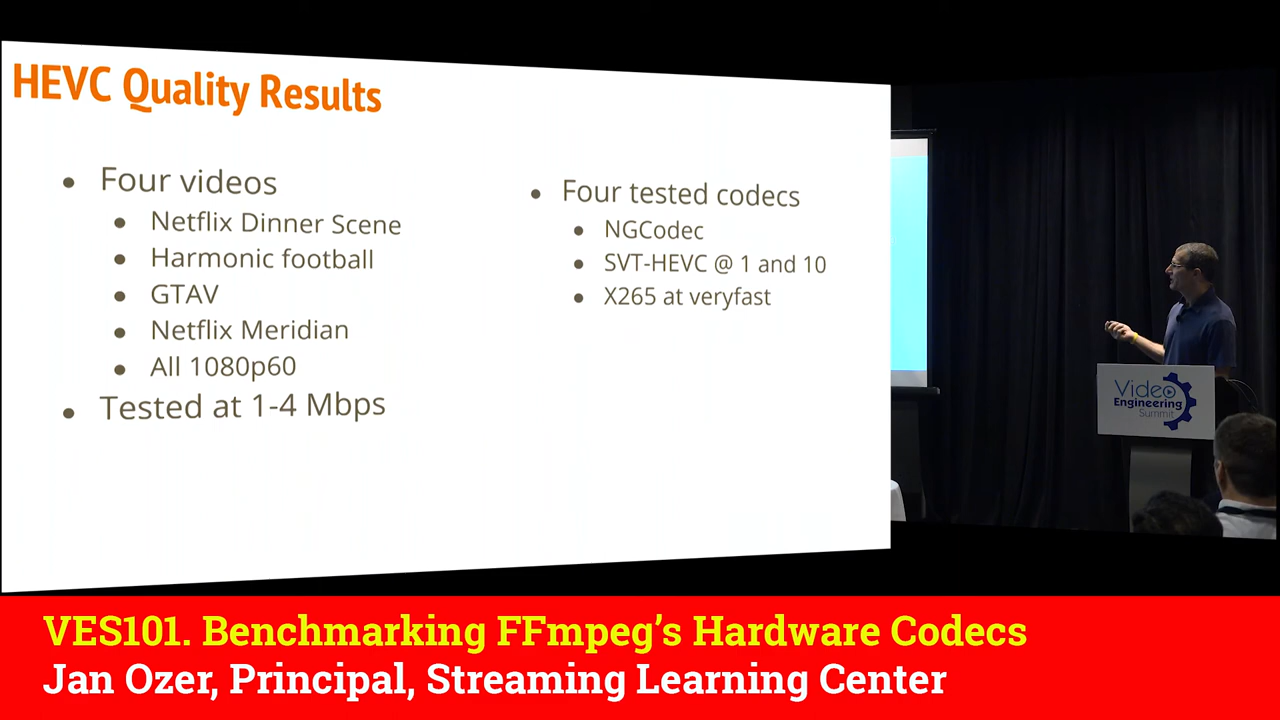 HEVC Quality Results
Four videos
Netflix Dinner Scene
Harmonic football
GTAV
Netflix Meridian
All 1080p60
Tested at 1-4 Mbps
Four tested codecs
NGCodec
SVT-HEVC @ 1 and 10
X265 at veryfast
Video
Engineering
Summit
VES101. Benchmarking FFmpeg’s Hardware Codecs
Jan Ozer, Principal, Streaming Learning Center